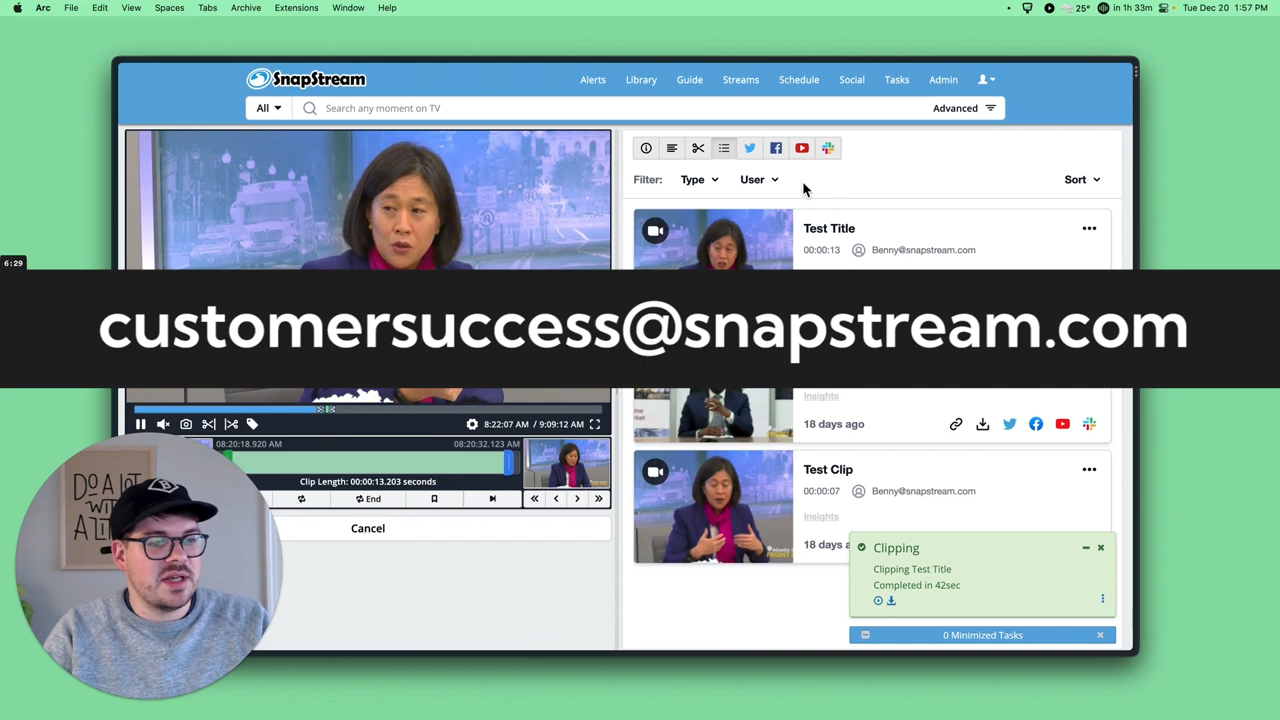 Arc File Edit View Spaces Tabs Archive Extensions Window Help
25° in 1h 33m Tue Dec 20 1:57 PM
SnapStream
Alerts Library Guide Streams Schedule Social Tasks Admin
All Search any moment on TV Advanced
Filter: Type User Sort
Test Title
00:00:13 Benny@snapstream.com
6:29
customersuccess@snapstream.com
Insights
18 days ago
8:22:07 AM / 9:09:12 AM
08:20:18.920 AM 08:20:32.123 AM
Clip Length: 00:00:13.203 seconds
End
Cancel
Test Clip
00:00:07 Benny@snapstream.com
Insights
18 days a
Clipping
Clipping Test Title
Completed in 42sec
0 Minimized Tasks
DO A LOT
WITH
A LIT